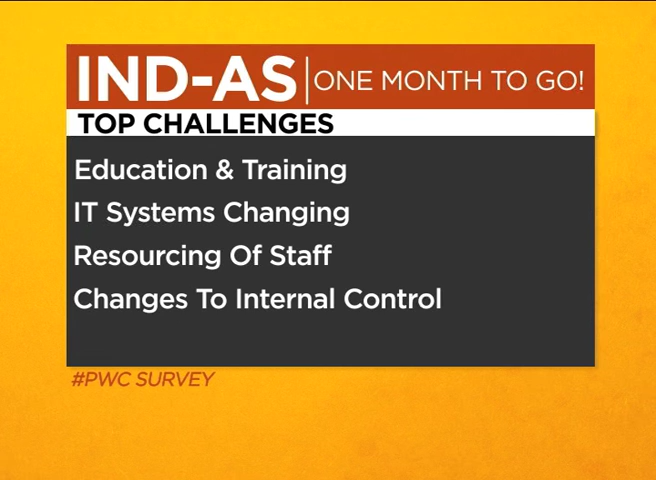 IND-AS | ONE MONTH TO GO!
TOP CHALLENGES
Education & Training
IT Systems Changing
Resourcing Of Staff
Changes To Internal Control
#PWC SURVEY